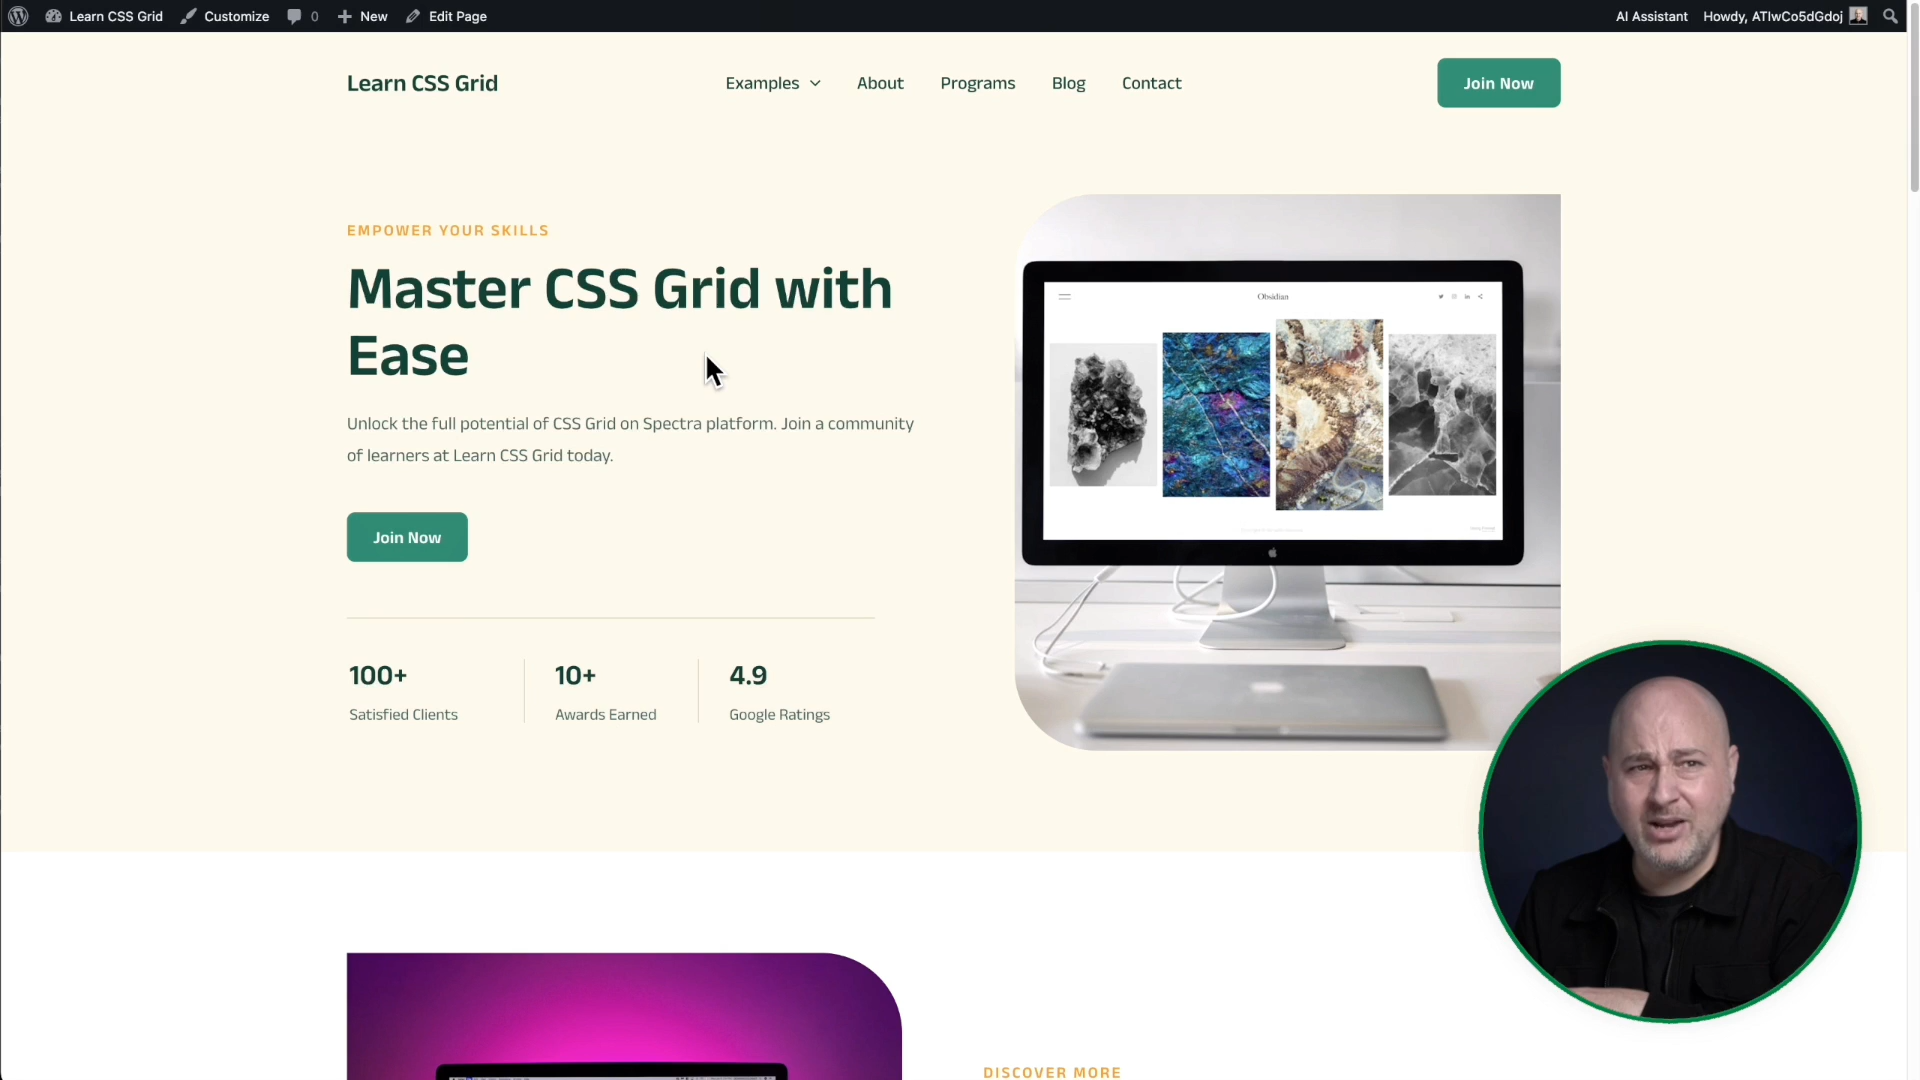 Learn CSS Grid
Customize
0
New
Edit Page
AI Assistant
Howdy, ATIwCo5dGdoj
Learn CSS Grid
Examples
About
Programs
Blog
Contact
Join Now
EMPOWER YOUR SKILLS
Master CSS Grid with
Ease
Unlock the full potential of CSS Grid on Spectra platform. Join a community
of learners at Learn CSS Grid today.
Join Now
100+
Satisfied Clients
10+
Awards Earned
4.9
Google Ratings
Obsidian
DISCOVER MORE